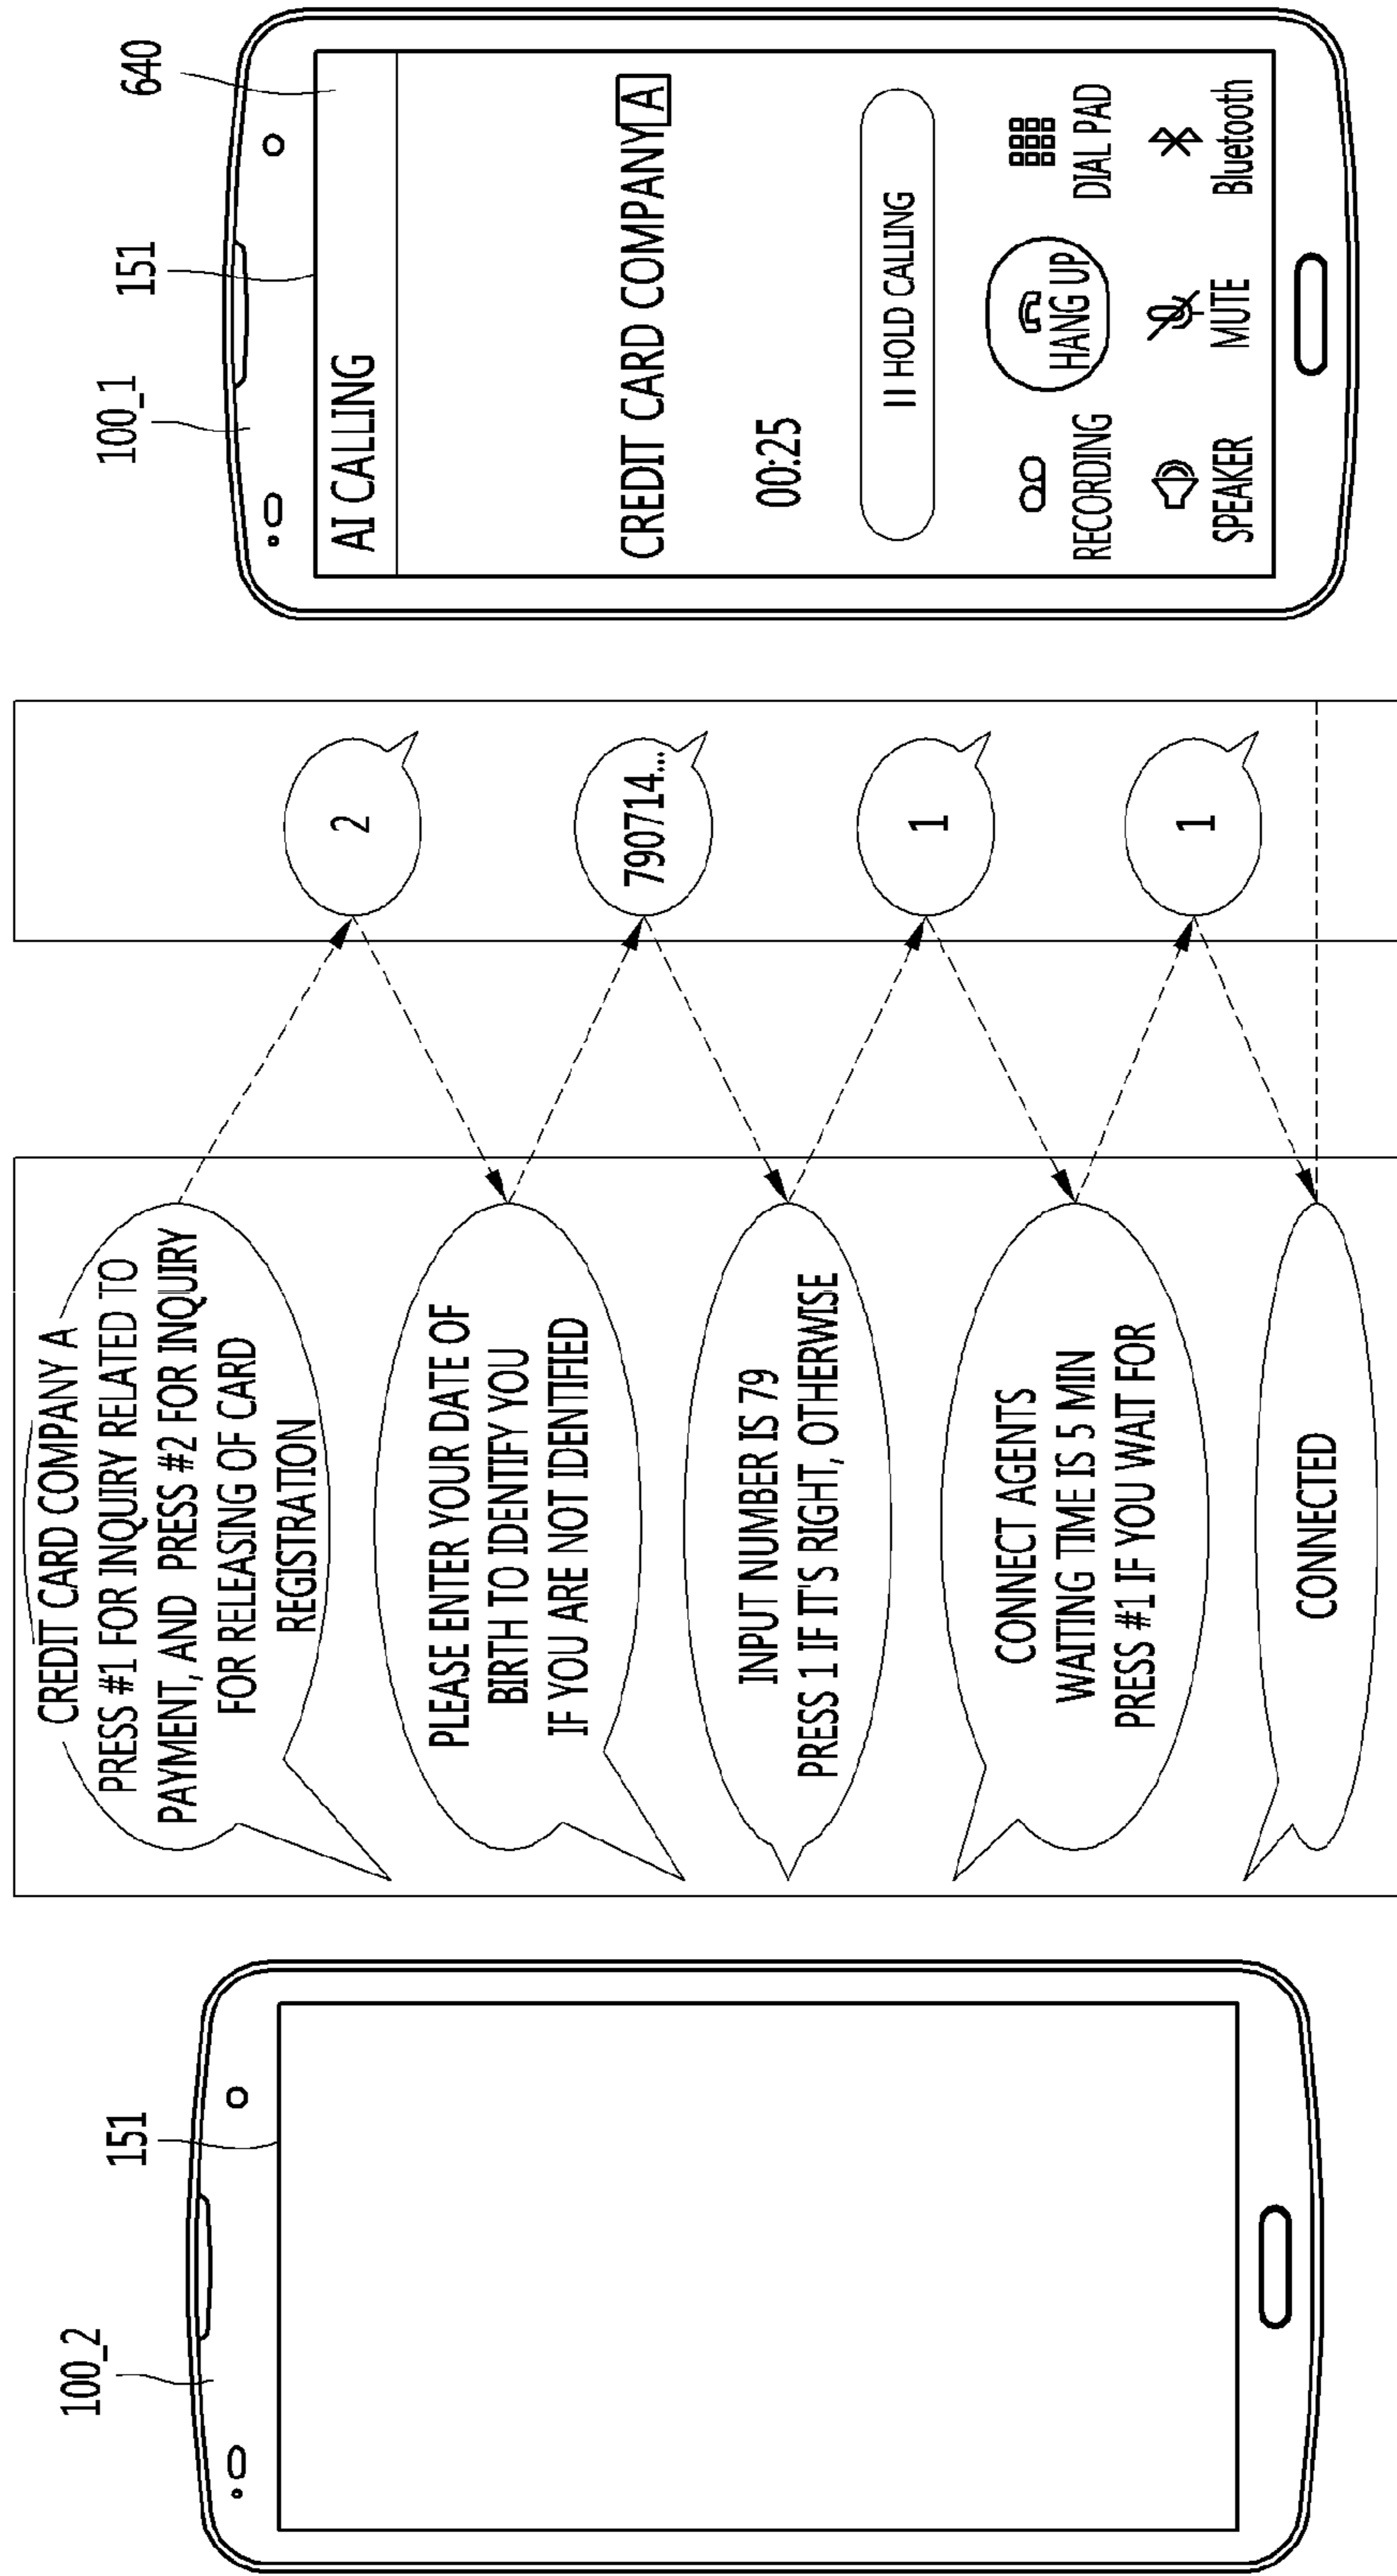 100_2
151
CREDIT CARD COMPANY A
PRESS #1 FOR INQUIRY RELATED TO
PAYMENT, AND PRESS #2 FOR INQUIRY
FOR RELEASING OF CARD
REGISTRATION
2
PLEASE ENTER YOUR DATE OF
BIRTH TO IDENTIFY YOU
IF YOU ARE NOT IDENTIFIED
790714...
INPUT NUMBER IS 79
PRESS 1 IF IT'S RIGHT, OTHERWISE
1
CONNECT AGENTS
WAITING TIME IS 5 MIN
PRESS #1 IF YOU WAIT FOR
1
CONNECTED
100_1
151
640
AI CALLING
CREDIT CARD COMPANY A
00:25
HOLD CALLING
RECORDING
HANG UP
DIAL PAD
SPEAKER
MUTE
Bluetooth